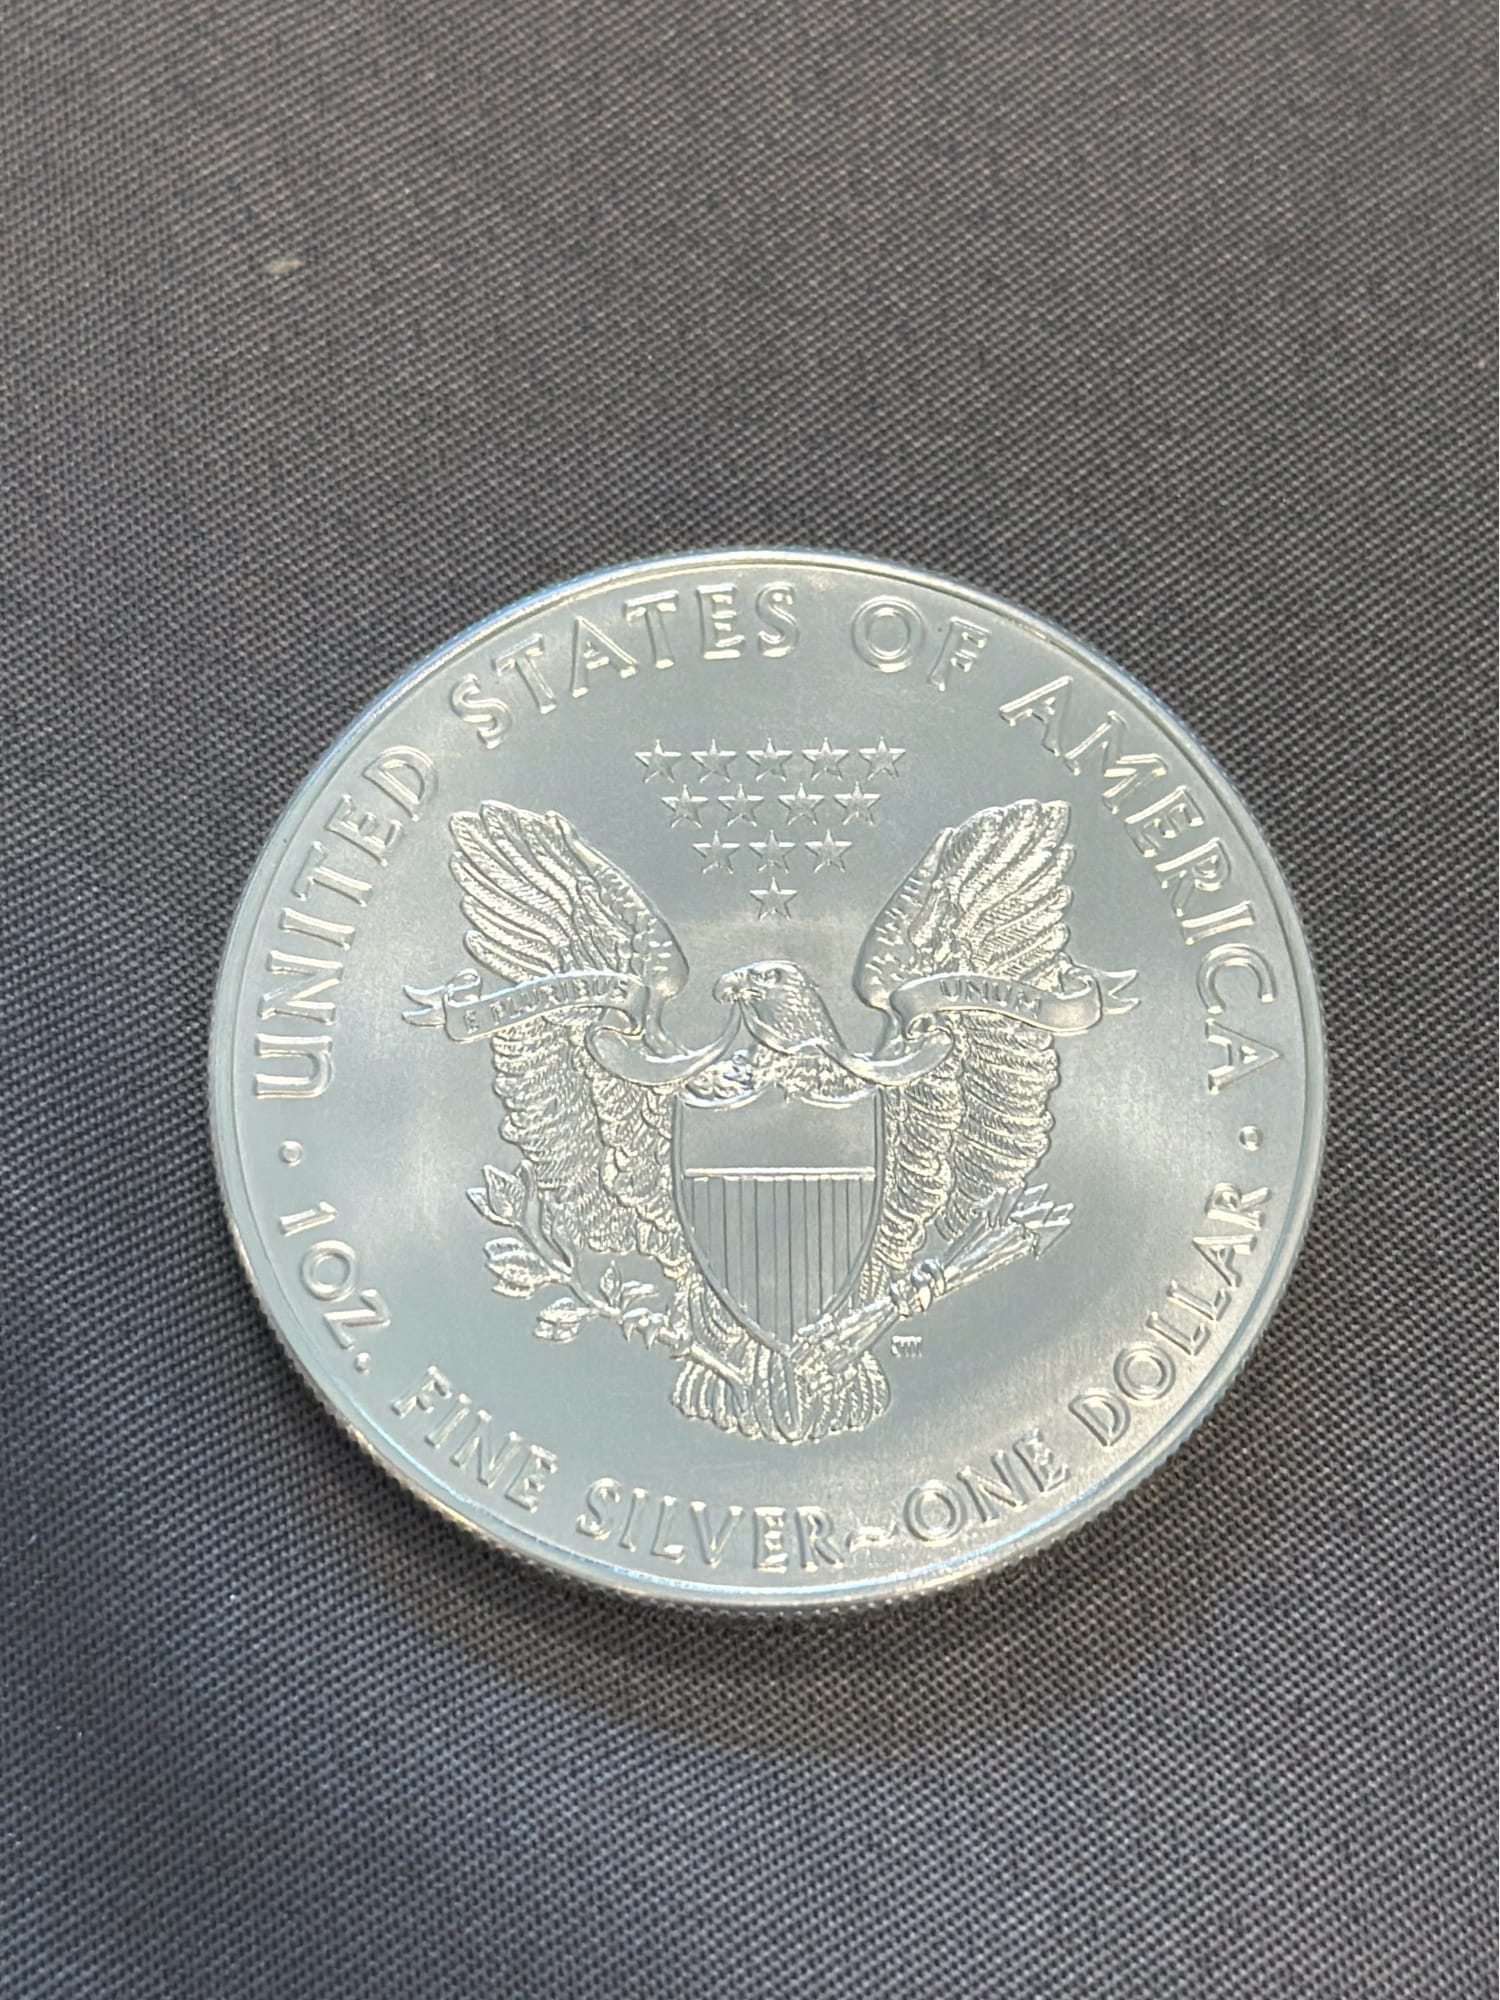 UNITED STATES OF AMERICA
E PLURIBUS UNUM
1 OZ. FINE SILVER~ONE DOLLAR